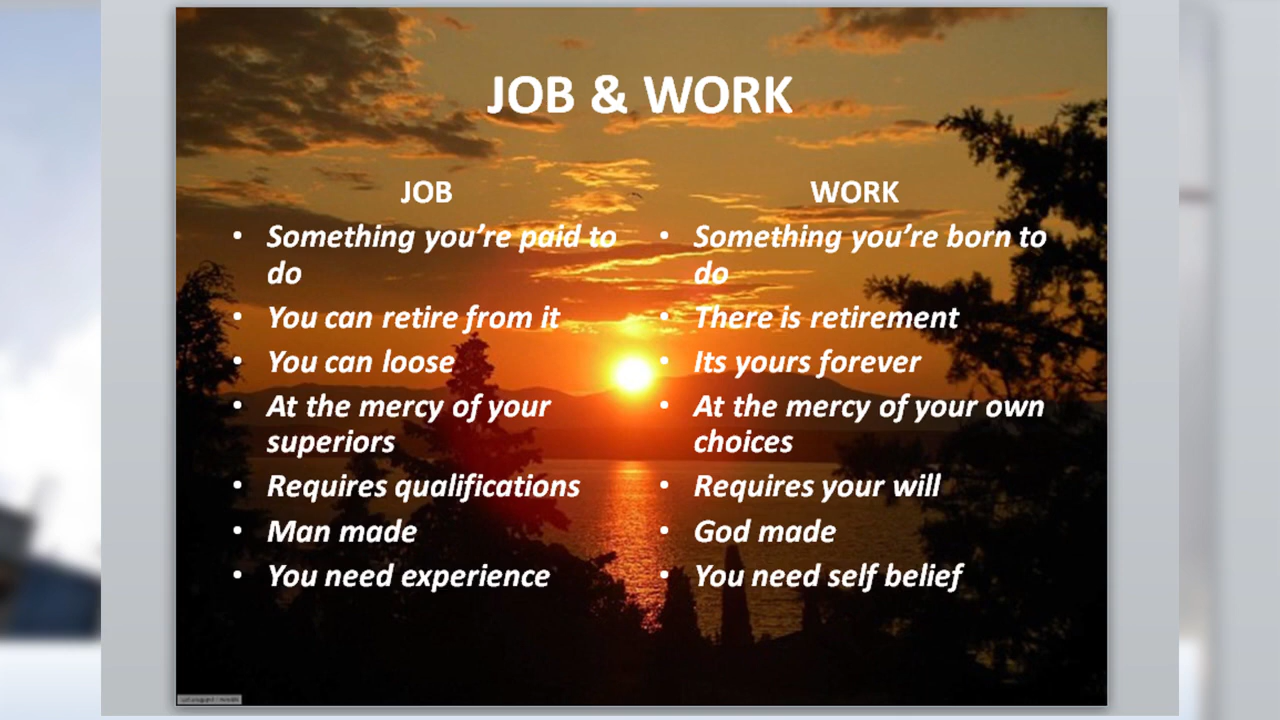 JOB & WORK
JOB
• Something you’re paid to
do
• You can retire from it
• You can loose
• At the mercy of your
superiors
• Requires qualifications
• Man made
• You need experience
WORK
• Something you’re born to
do
• There is retirement
• Its yours forever
• At the mercy of your own
choices
• Requires your will
• God made
• You need self belief